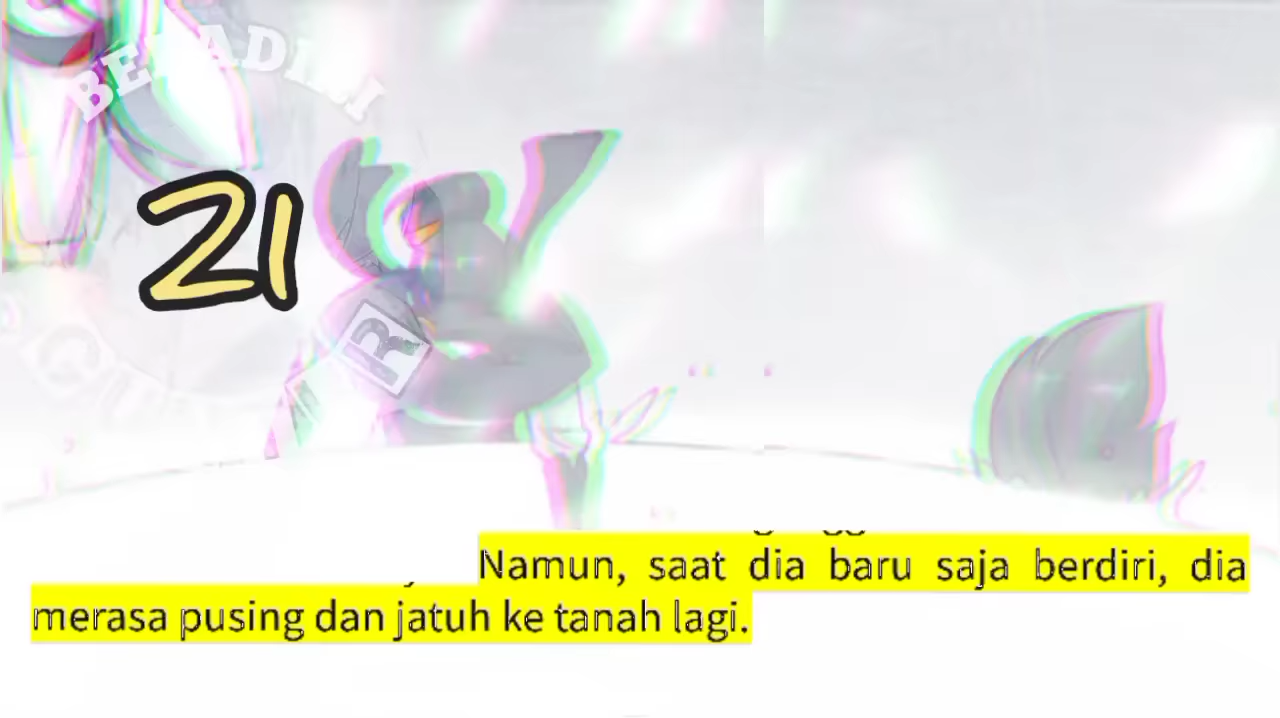 21
R
Namun, saat dia baru saja berdiri, dia
merasa pusing dan jatuh ke tanah lagi.